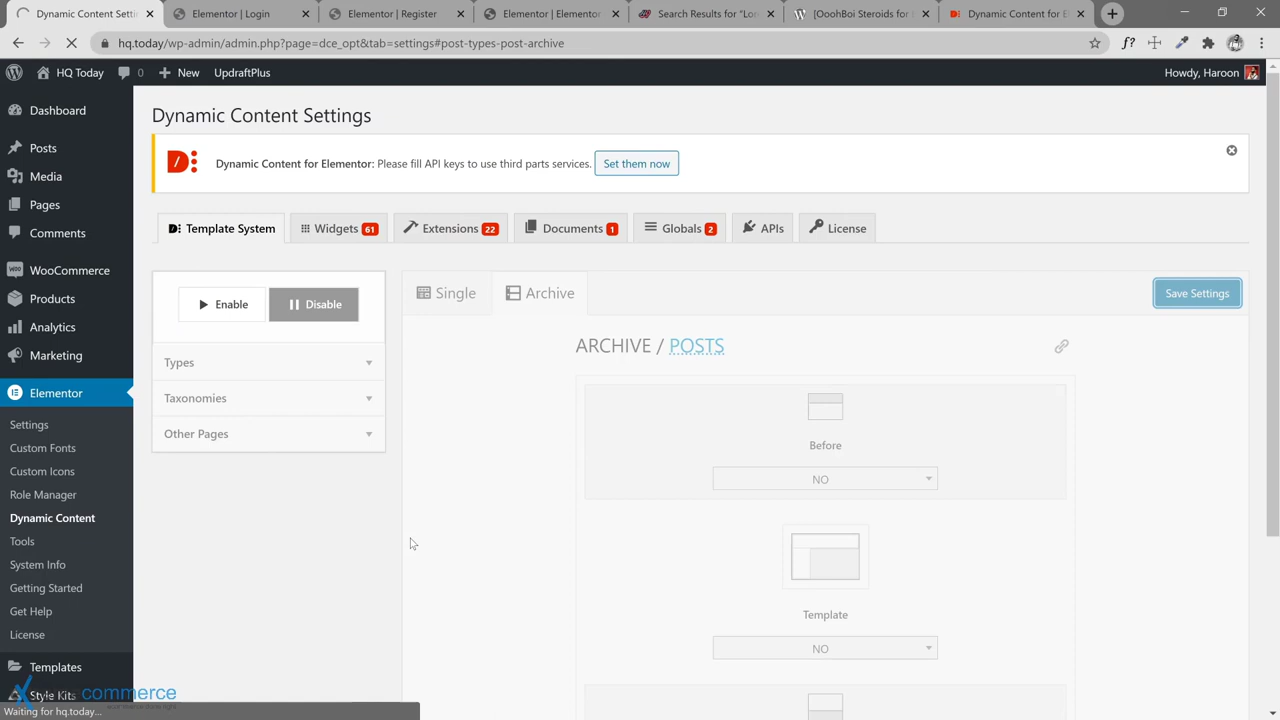 Dynamic Content Setti
Elementor | Login
Elementor | Register
Elementor | Elementor
Search Results for "Lo
[OoohBoi Steroids for
Dynamic Content for E
hq.today/wp-admin/admin.php?page=dce_opt&tab=settings#post-types-post-archive
f?
HQ Today
0
New
UpdraftPlus
Howdy, Haroon
Dashboard
Posts
Media
Pages
Comments
WooCommerce
Products
Analytics
Marketing
Elementor
Settings
Custom Fonts
Custom Icons
Role Manager
Dynamic Content
Tools
System Info
Getting Started
Get Help
License
Templates
Style Kits
commerce
Waiting for hq.today...
Dynamic Content Settings
Dynamic Content for Elementor: Please fill API keys to use third parts services.
Set them now
Template System
Widgets 61
Extensions 22
Documents 1
Globals 2
APIs
License
Enable
Disable
Types
Taxonomies
Other Pages
Single
Archive
Save Settings
ARCHIVE / POSTS
Before
NO
Template
NO